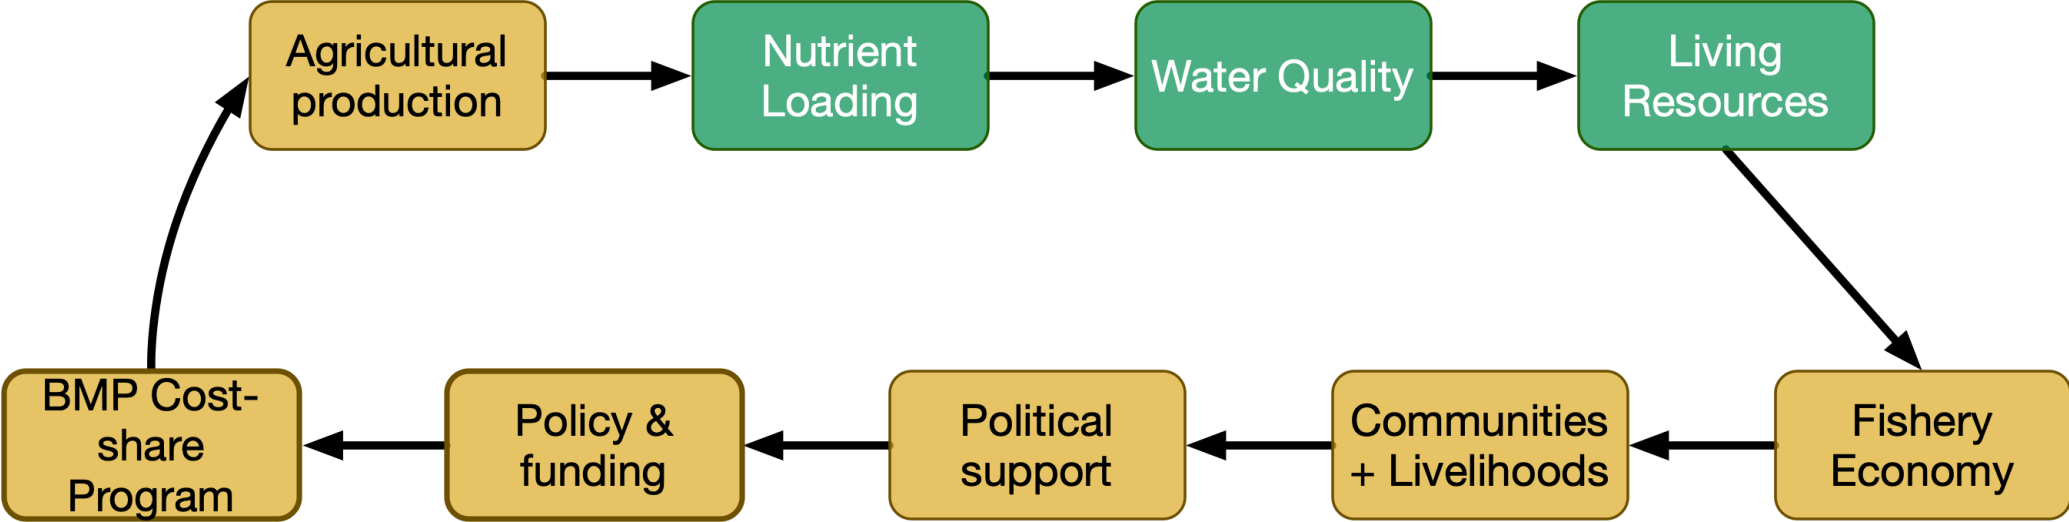 Agricultural
production
Nutrient
Loading
Water Quality
Living
Resources
BMP Cost-
share
Program
Policy &
funding
Political
support
Communities
+ Livelihoods
Fishery
Economy